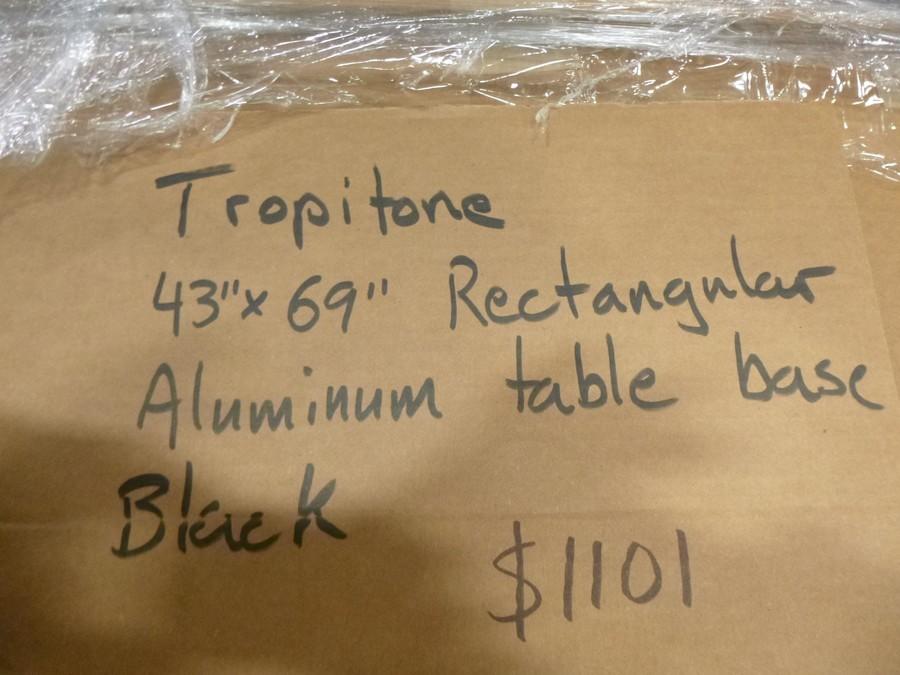 Tropitone
43" x 69" Rectangular
Aluminum table base
Black
$1101